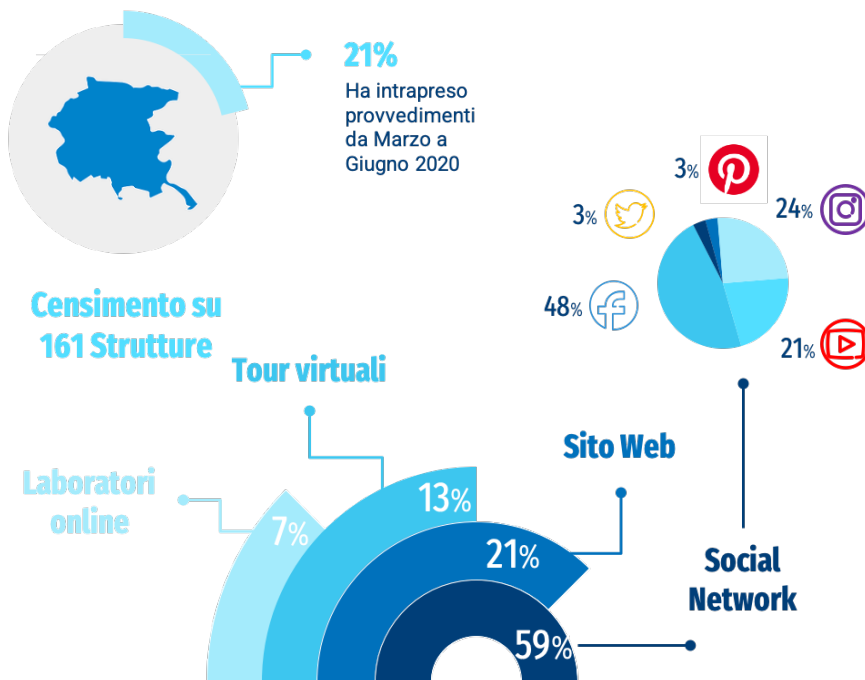 21%
Ha intrapreso
provvedimenti
da Marzo a
Giugno 2020
3%
3%
24%
48%
21%
Censimento su
161 Strutture
Tour virtuali
Sito Web
Laboratori
online
13%
7%
21%
Social
Network
59%